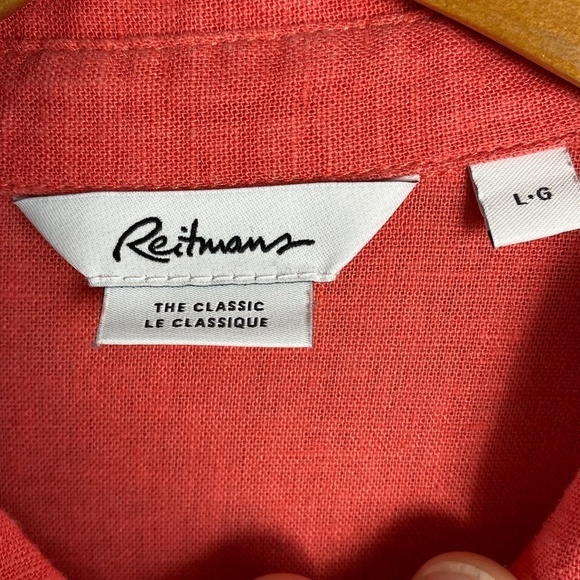 Reitmans
THE CLASSIC
LE CLASSIQUE
L•G